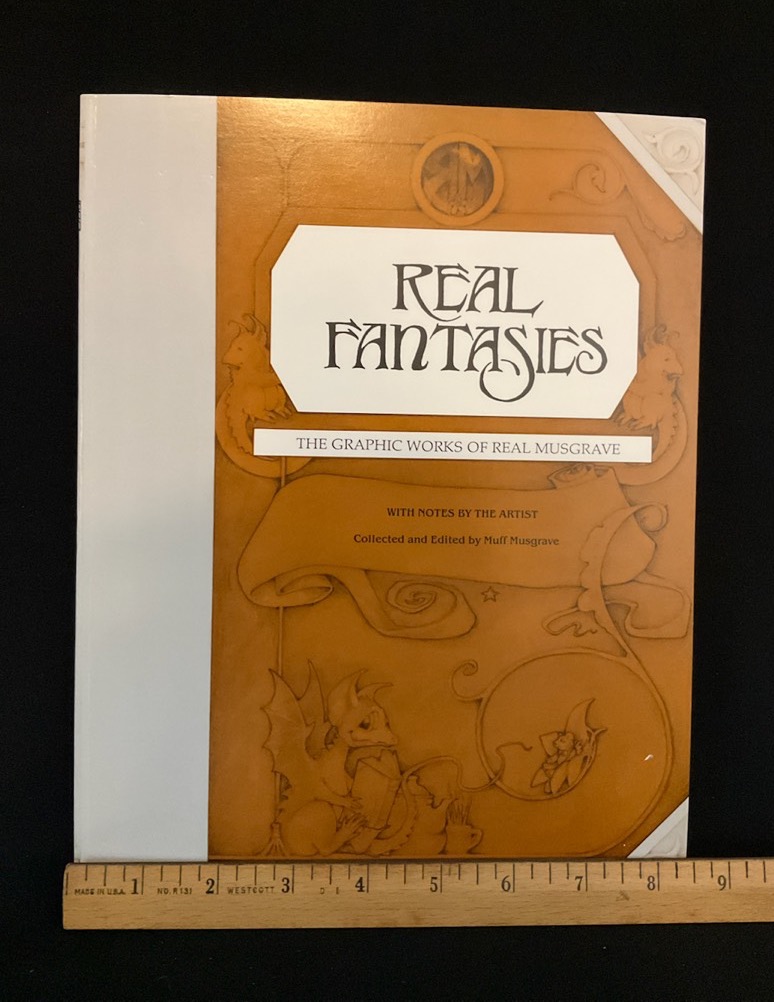 REAL
FANTASIES
THE GRAPHIC WORKS OF REAL MUSGRAVE
WITH NOTES BY THE ARTIST
Collected and Edited by Muff Musgrave
MADE IN U.S.A. 1 NO. R131 2 WESTCOTT 3 4 5 6 7 8 9